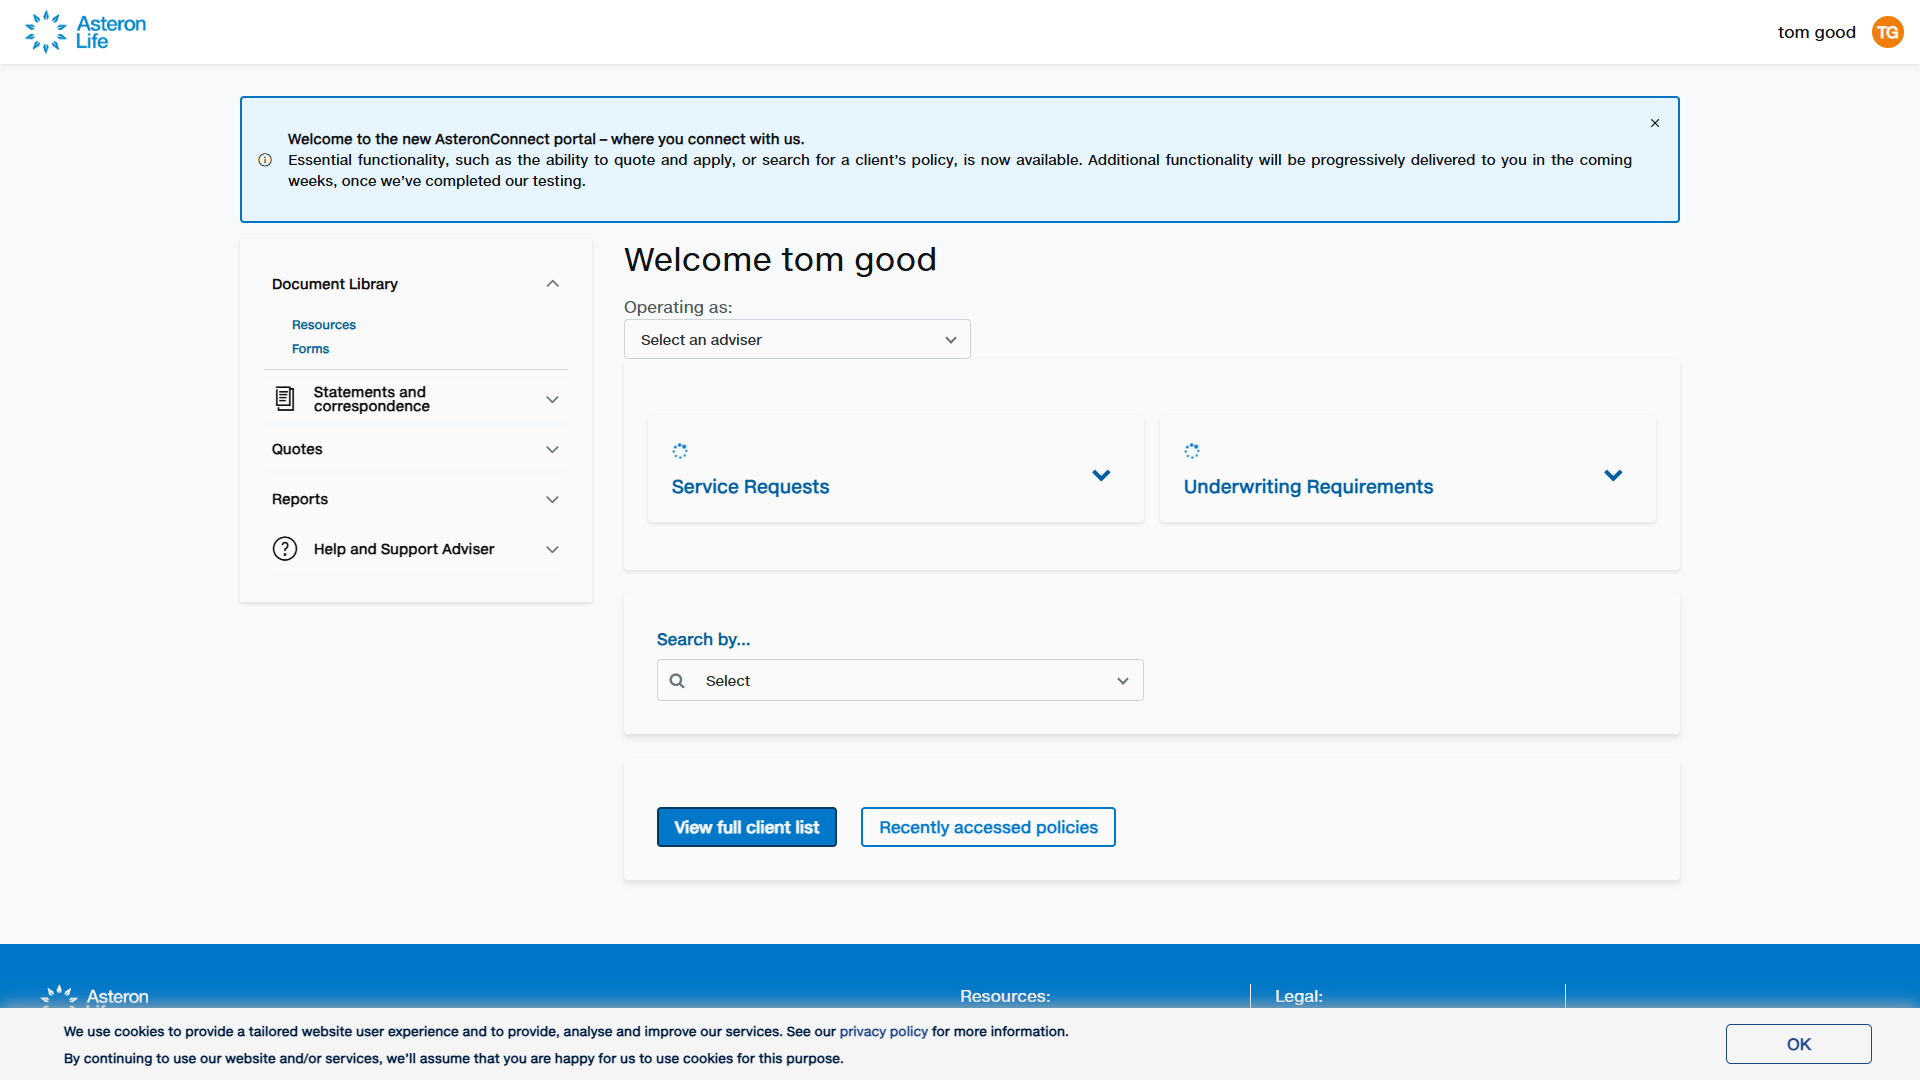 Asteron
Life
tom good
TG
Welcome to the new AsteronConnect portal – where you connect with us.
Essential functionality, such as the ability to quote and apply, or search for a client’s policy, is now available. Additional functionality will be progressively delivered to you in the coming
weeks, once we’ve completed our testing.
Document Library
Resources
Forms
Statements and
correspondence
Quotes
Reports
? Help and Support Adviser
Welcome tom good
Operating as:
Select an adviser
Service Requests
Underwriting Requirements
Search by...
Select
View full client list
Recently accessed policies
Asteron
Resources:
Legal:
We use cookies to provide a tailored website user experience and to provide, analyse and improve our services. See our privacy policy for more information.
By continuing to use our website and/or services, we’ll assume that you are happy for us to use cookies for this purpose.
OK